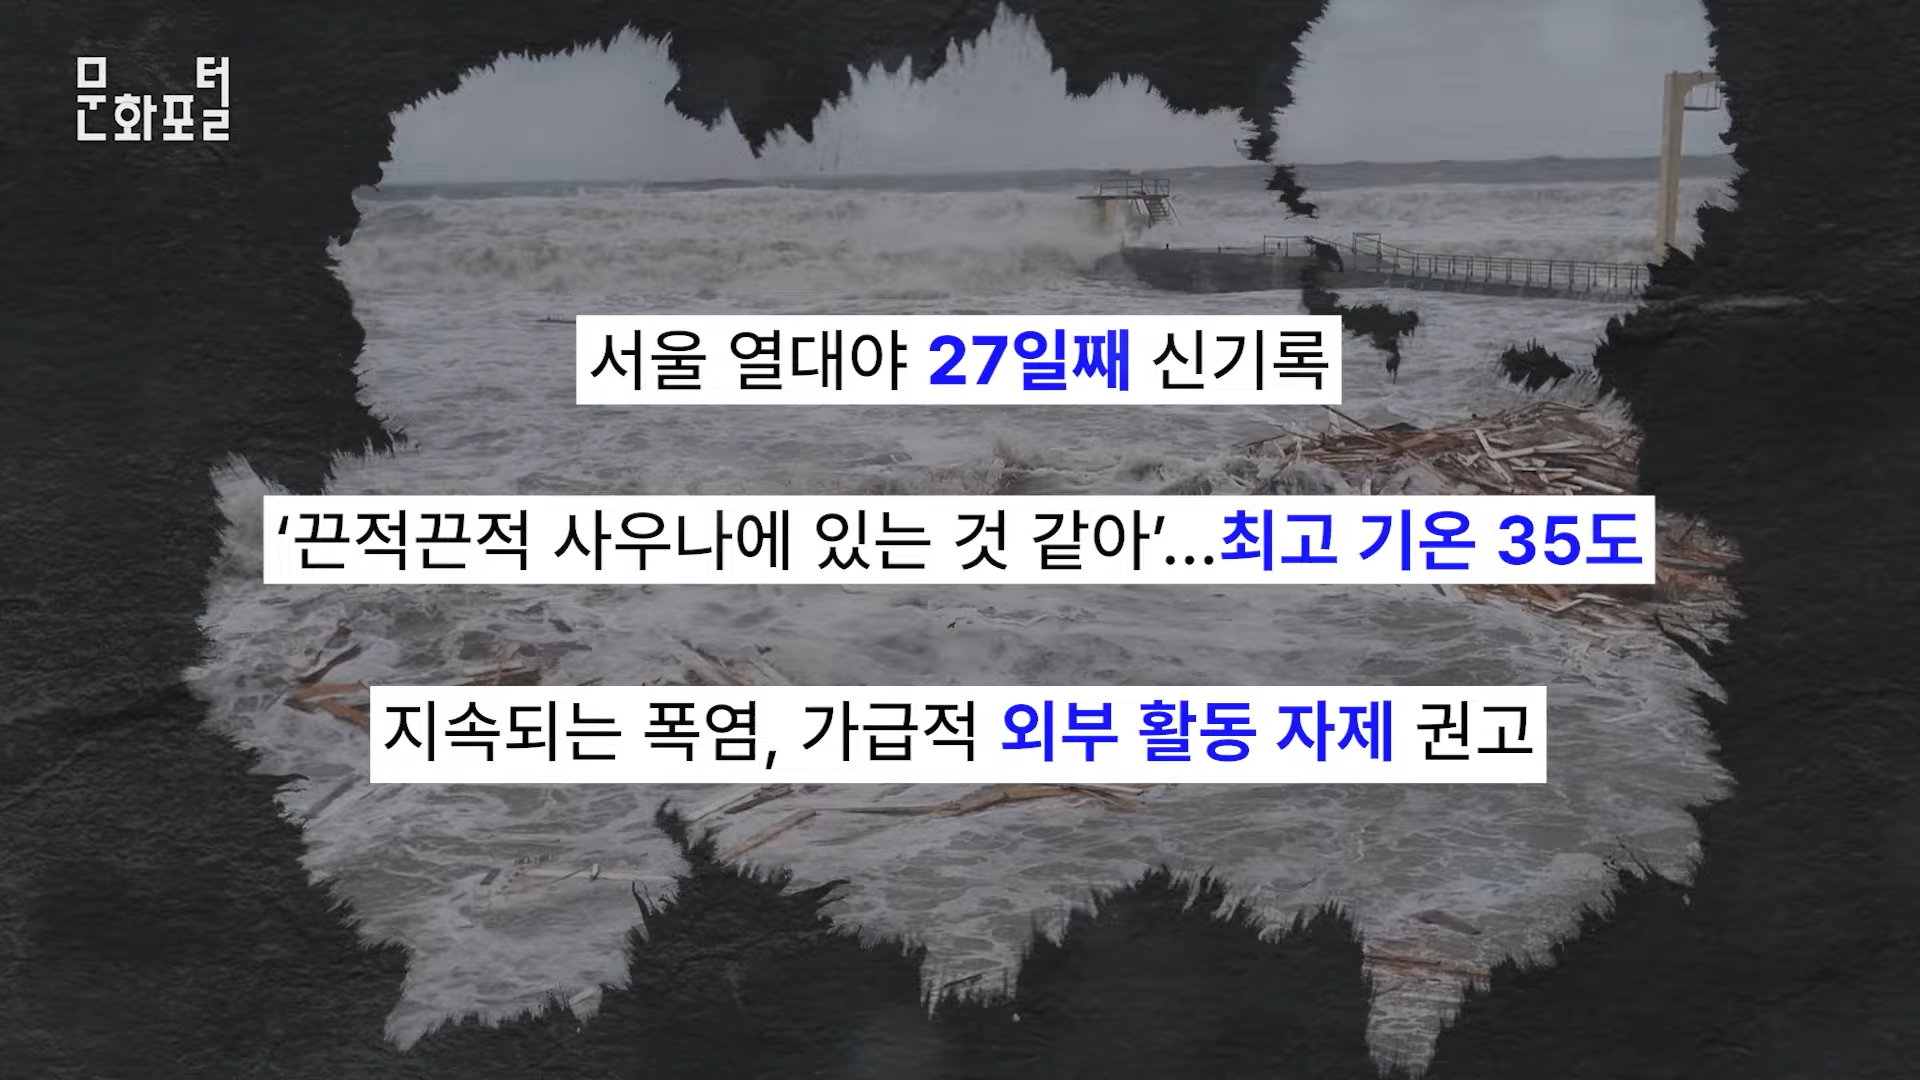 문화포털
서울 열대야 27일째 신기록
‘끈적끈적 사우나에 있는 것 같아’...최고 기온 35도
지속되는 폭염, 가급적 외부 활동 자제 권고